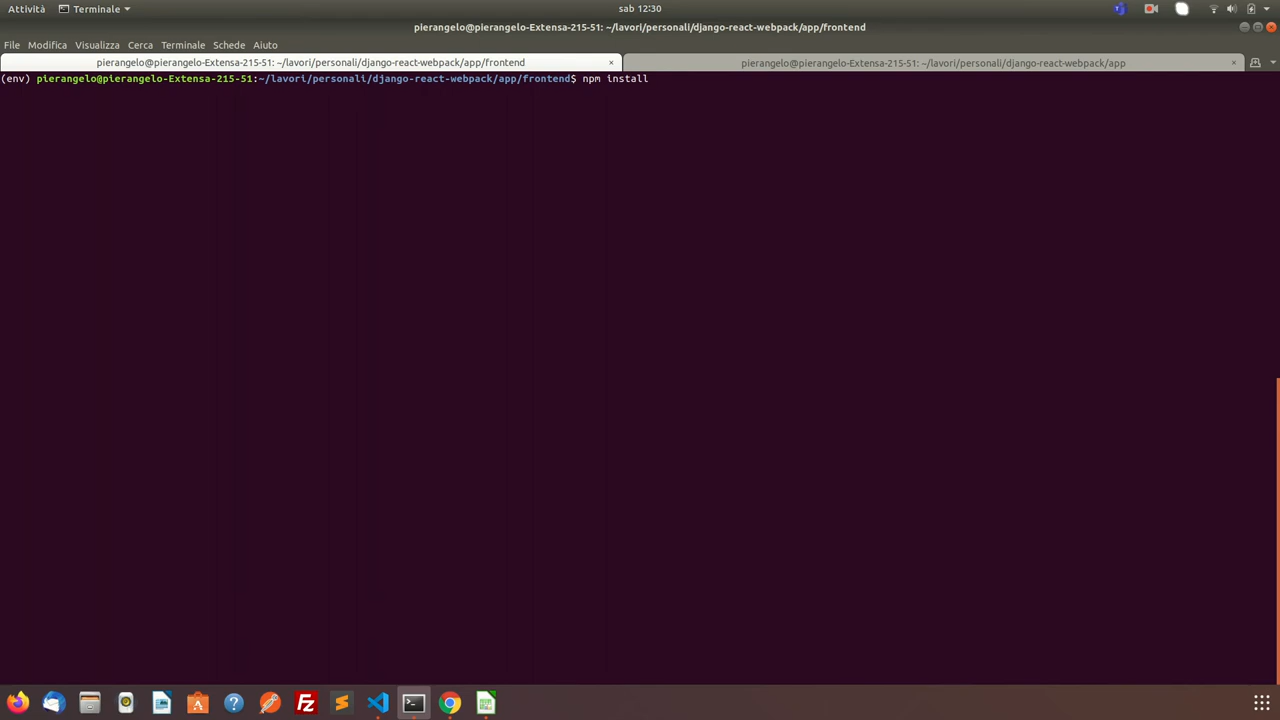 Attività Terminale sab 12:30
pierangelo@pierangelo-Extensa-215-51: ~/lavori/personali/django-react-webpack/app/frontend
File Modifica Visualizza Cerca Terminale Schede Aiuto
pierangelo@pierangelo-Extensa-215-51: ~/lavori/personali/django-react-webpack/app/frontend × pierangelo@pierangelo-Extensa-215-51: ~/lavori/personali/django-react-webpack/app ×
(env) pierangelo@pierangelo-Extensa-215-51:~/lavori/personali/django-react-webpack/app/frontend$ npm install